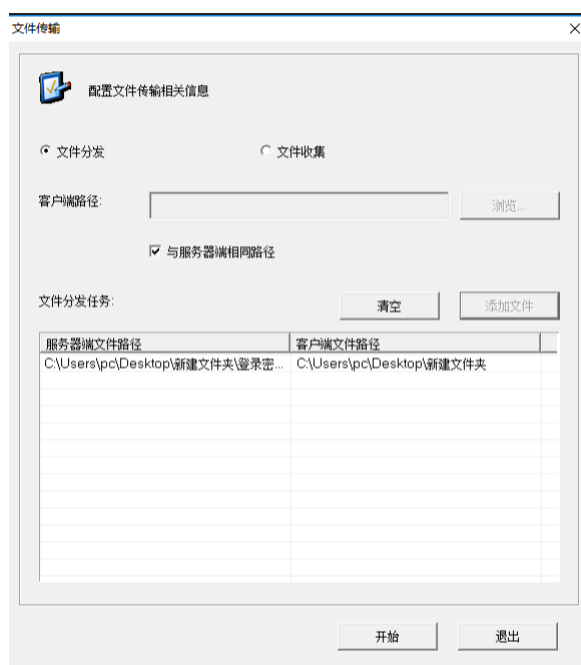 文件传输
配置文件传输相关信息
文件分发
文件收集
客户端路径:
浏览...
与服务器端相同路径
文件分发任务:
清空
添加文件
服务器端文件路径
客户端文件路径
C:\Users\pc\Desktop\新建文件夹\登录密...
C:\Users\pc\Desktop\新建文件夹
开始
退出